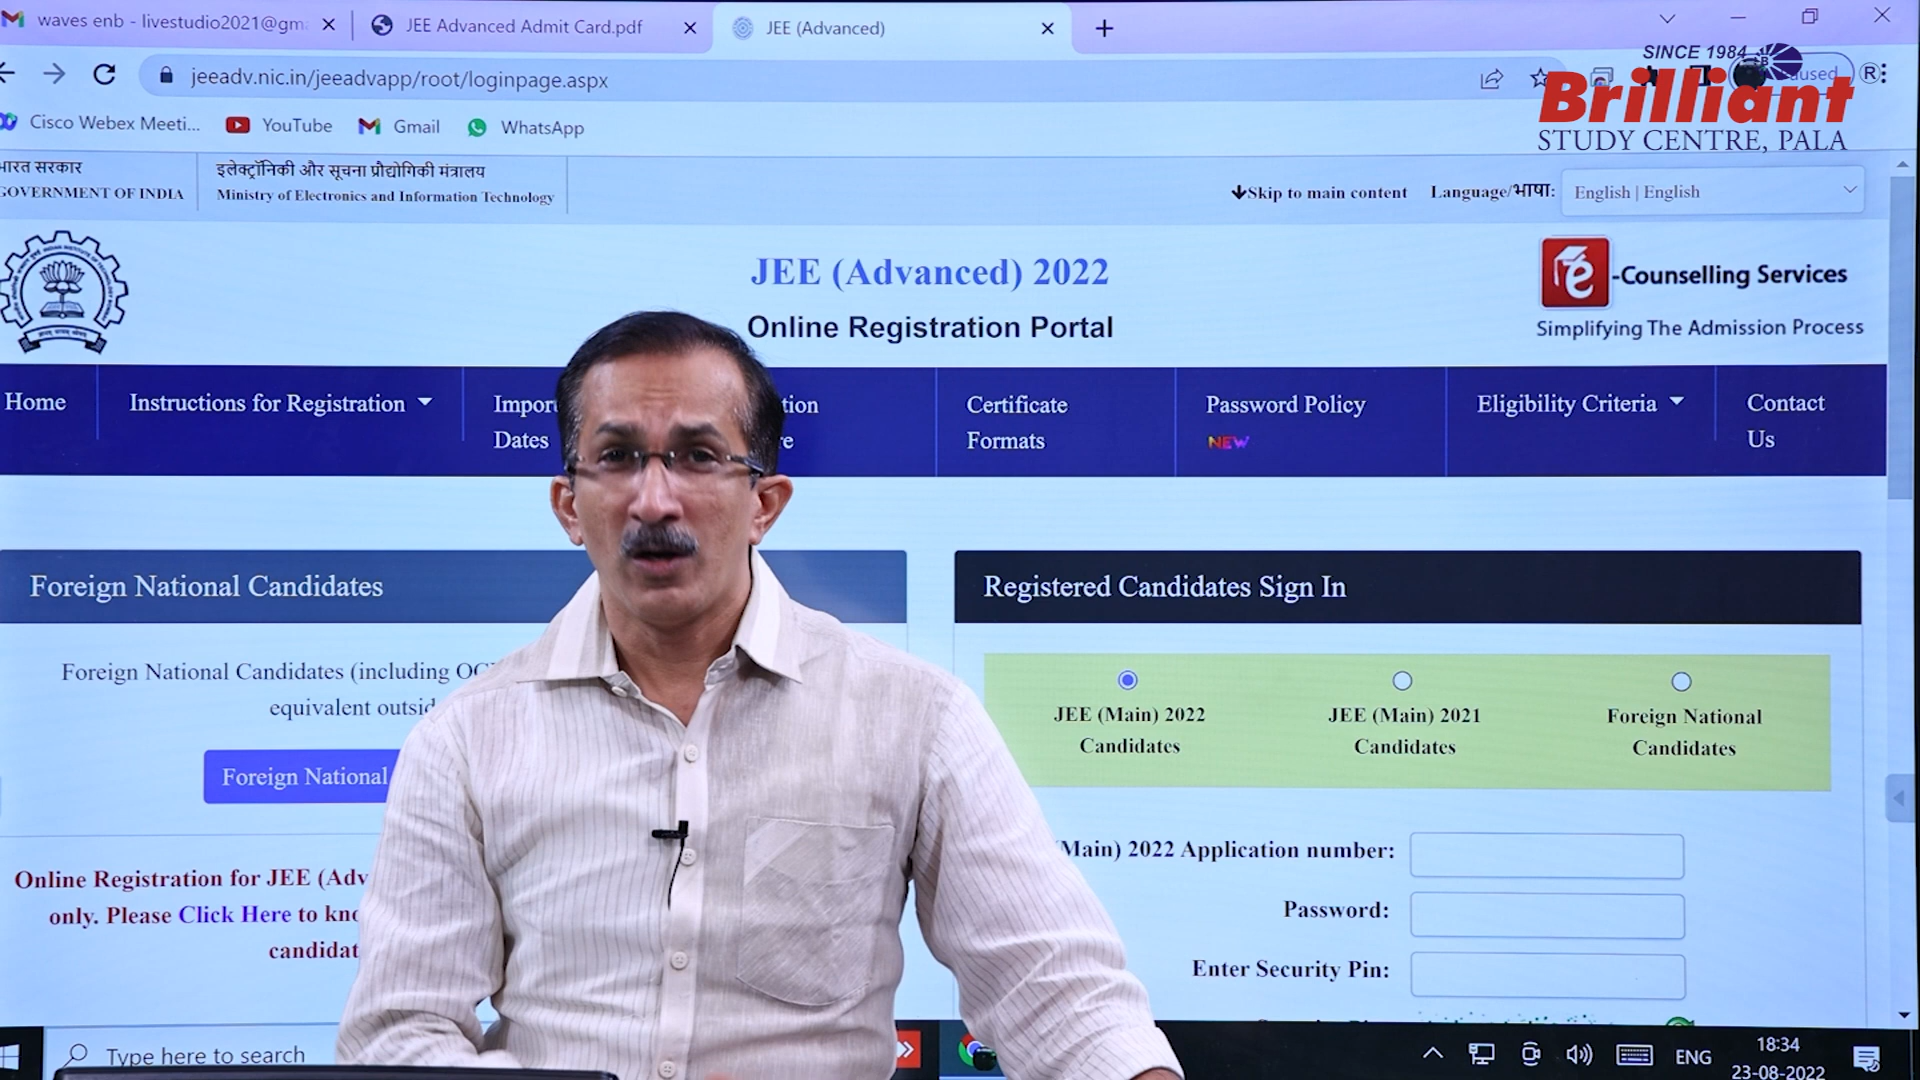 waves enb - livestudio2021@gm
JEE Advanced Admit Card.pdf
JEE (Advanced)
SINCE 1984
jeeadv.nic.in/jeeadvapp/root/loginpage.aspx
Brilliant
STUDY CENTRE, PALA
Cisco Webex Meeti...
YouTube
Gmail
WhatsApp
भारत सरकार
GOVERNMENT OF INDIA
इलेक्ट्रॉनिकी और सूचना प्रौद्योगिकी मंत्रालय
Ministry of Electronics and Information Technology
Skip to main content
Language/भाषा:
English | English
JEE (Advanced) 2022
Online Registration Portal
e-Counselling Services
Simplifying The Admission Process
Home
Instructions for Registration
Dates
Certificate
Formats
Password Policy
NEW
Eligibility Criteria
Contact
Us
Foreign National Candidates
Foreign National Candidates (including
equivalent
Foreign National
Online Registration for JEE
only. Please Click Here to
Registered Candidates Sign In
JEE (Main) 2022
Candidates
JEE (Main) 2021
Candidates
Foreign National
Candidates
(Main) 2022 Application number:
Password:
Enter Security Pin:
Type here to search
ENG
18:34
23-08-2022